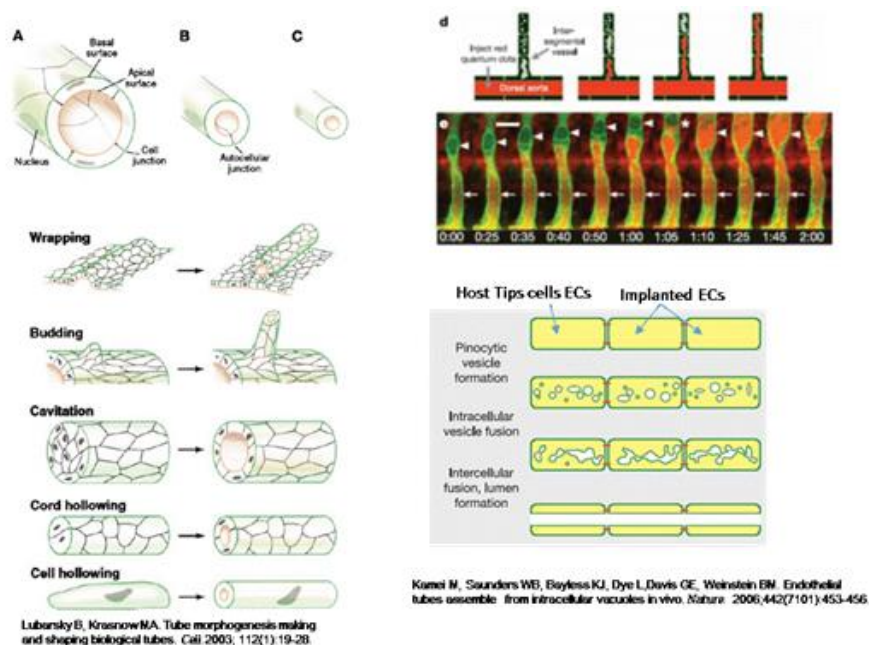 A
B
C
Basal
surface
Apical
surface
Nucleus
Cell
junction
Autocellular
junction
Wrapping
Budding
Cavitation
Cord hollowing
Cell hollowing
Lubarsky B, Krasnow MA. Tube morphogenesis making
and shaping biological tubes. Cell 2003; 112(1):19-28.
d
Inject red
quantum dots
Inter-
segmental
vessel
Dorsal aorta
e
0:00 0:25 0:35 0:40 0:50 1:00 1:05 1:10 1:25 1:45 2:00
Host Tips cells ECs
Implanted ECs
Pinocytic
vesicle
formation
Intracellular
vesicle fusion
Intercellular
fusion, lumen
formation
Kamei M, Saunders WB, Bayless KJ, Dye L,Davis GE, Weinstein BM. Endothelial
tubes assemble from intracellular vacuoles in vivo. Nature 2006;442(7101):453-456.